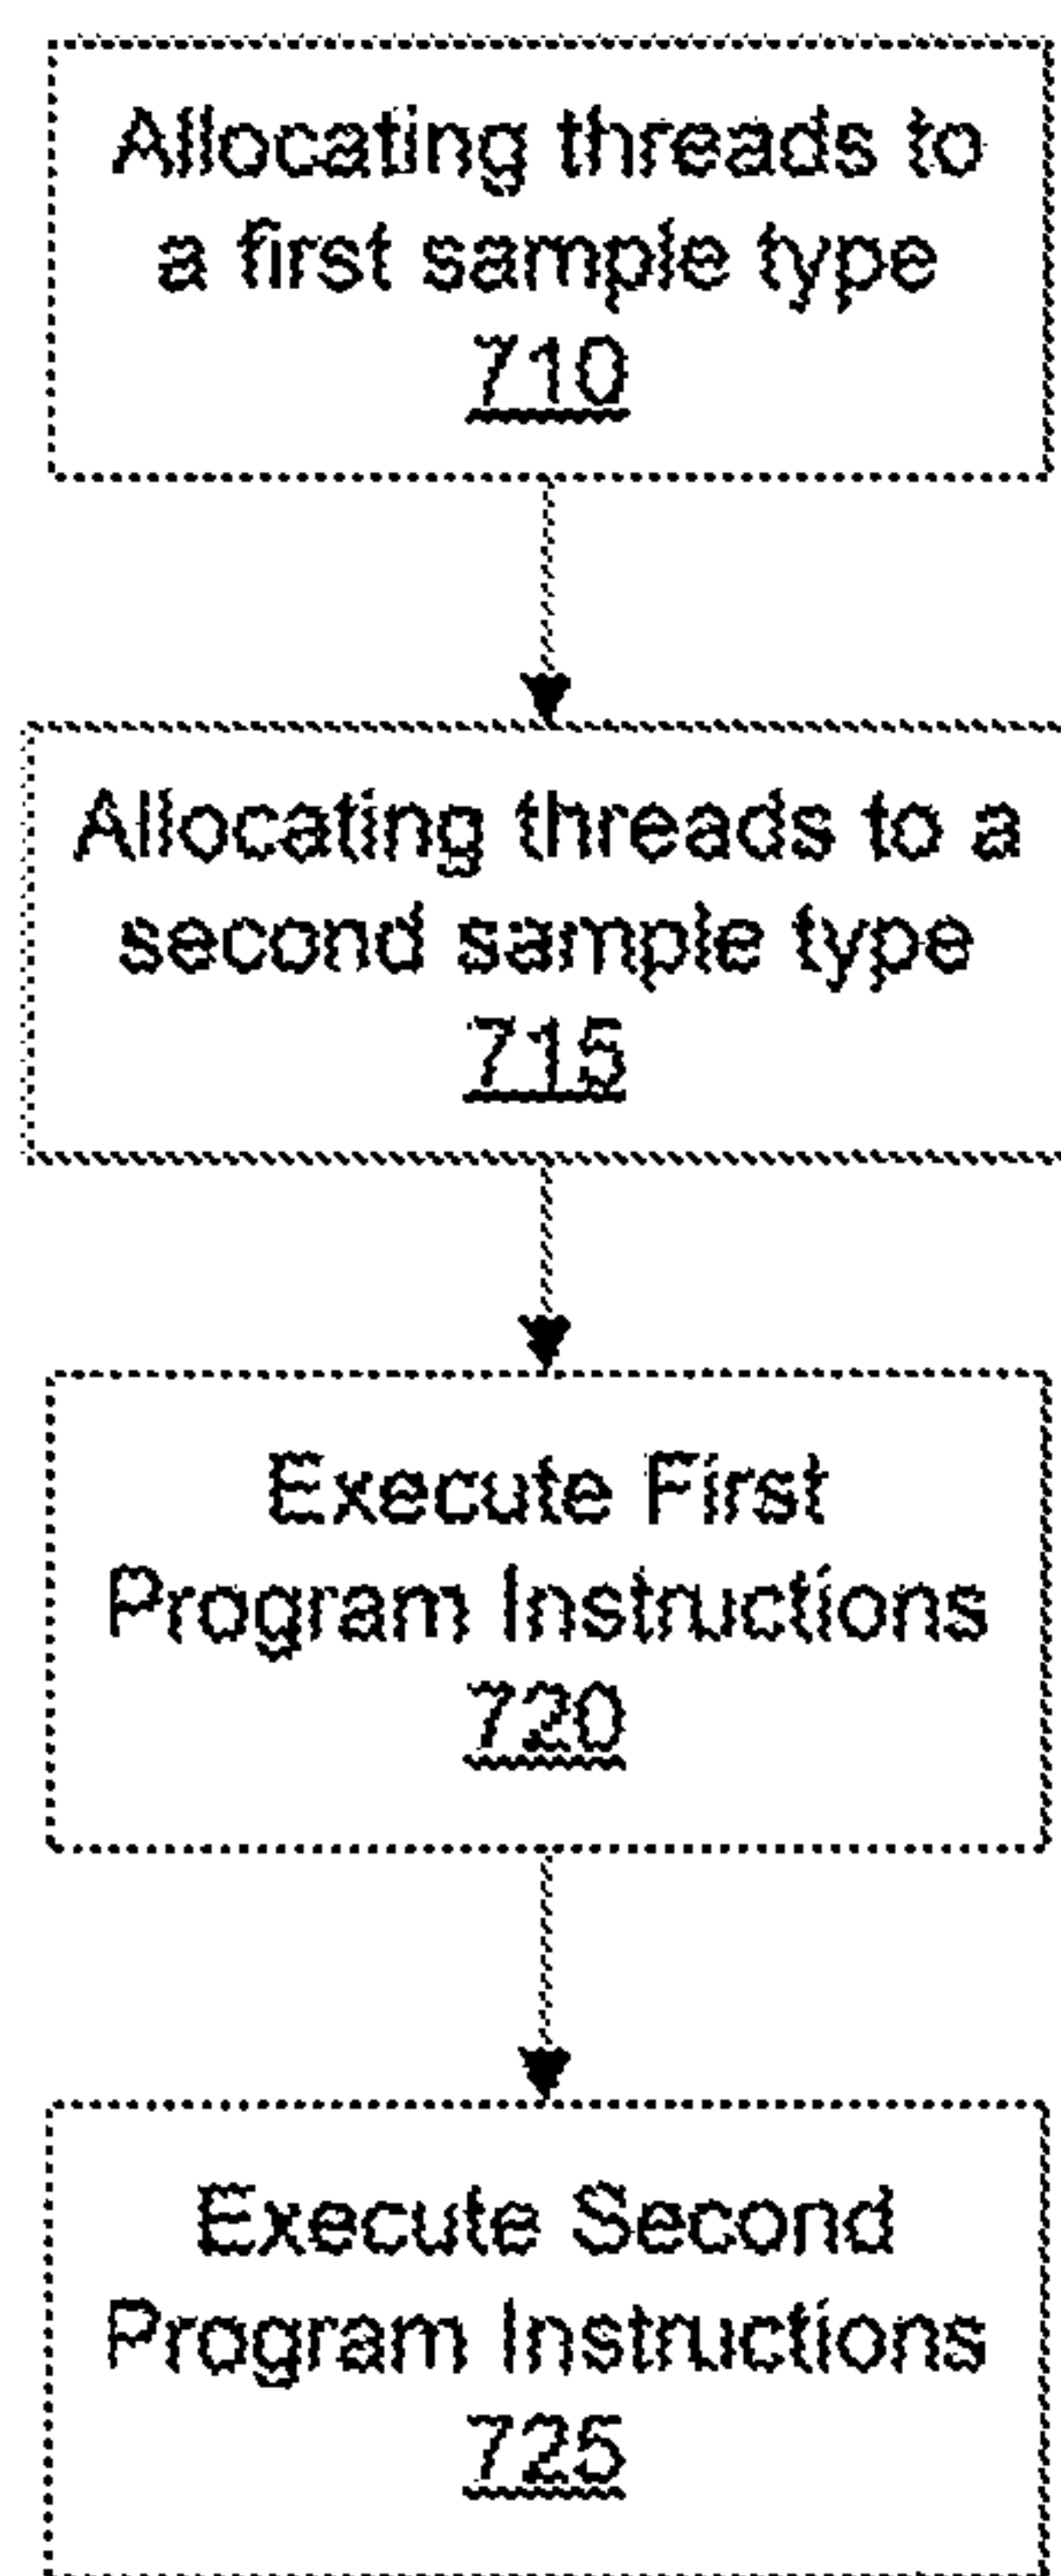 Allocating threads to
a first sample type
710
Allocating threads to a
second sample type
715
Execute First
Program Instructions
720
Execute Second
Program Instructions
725